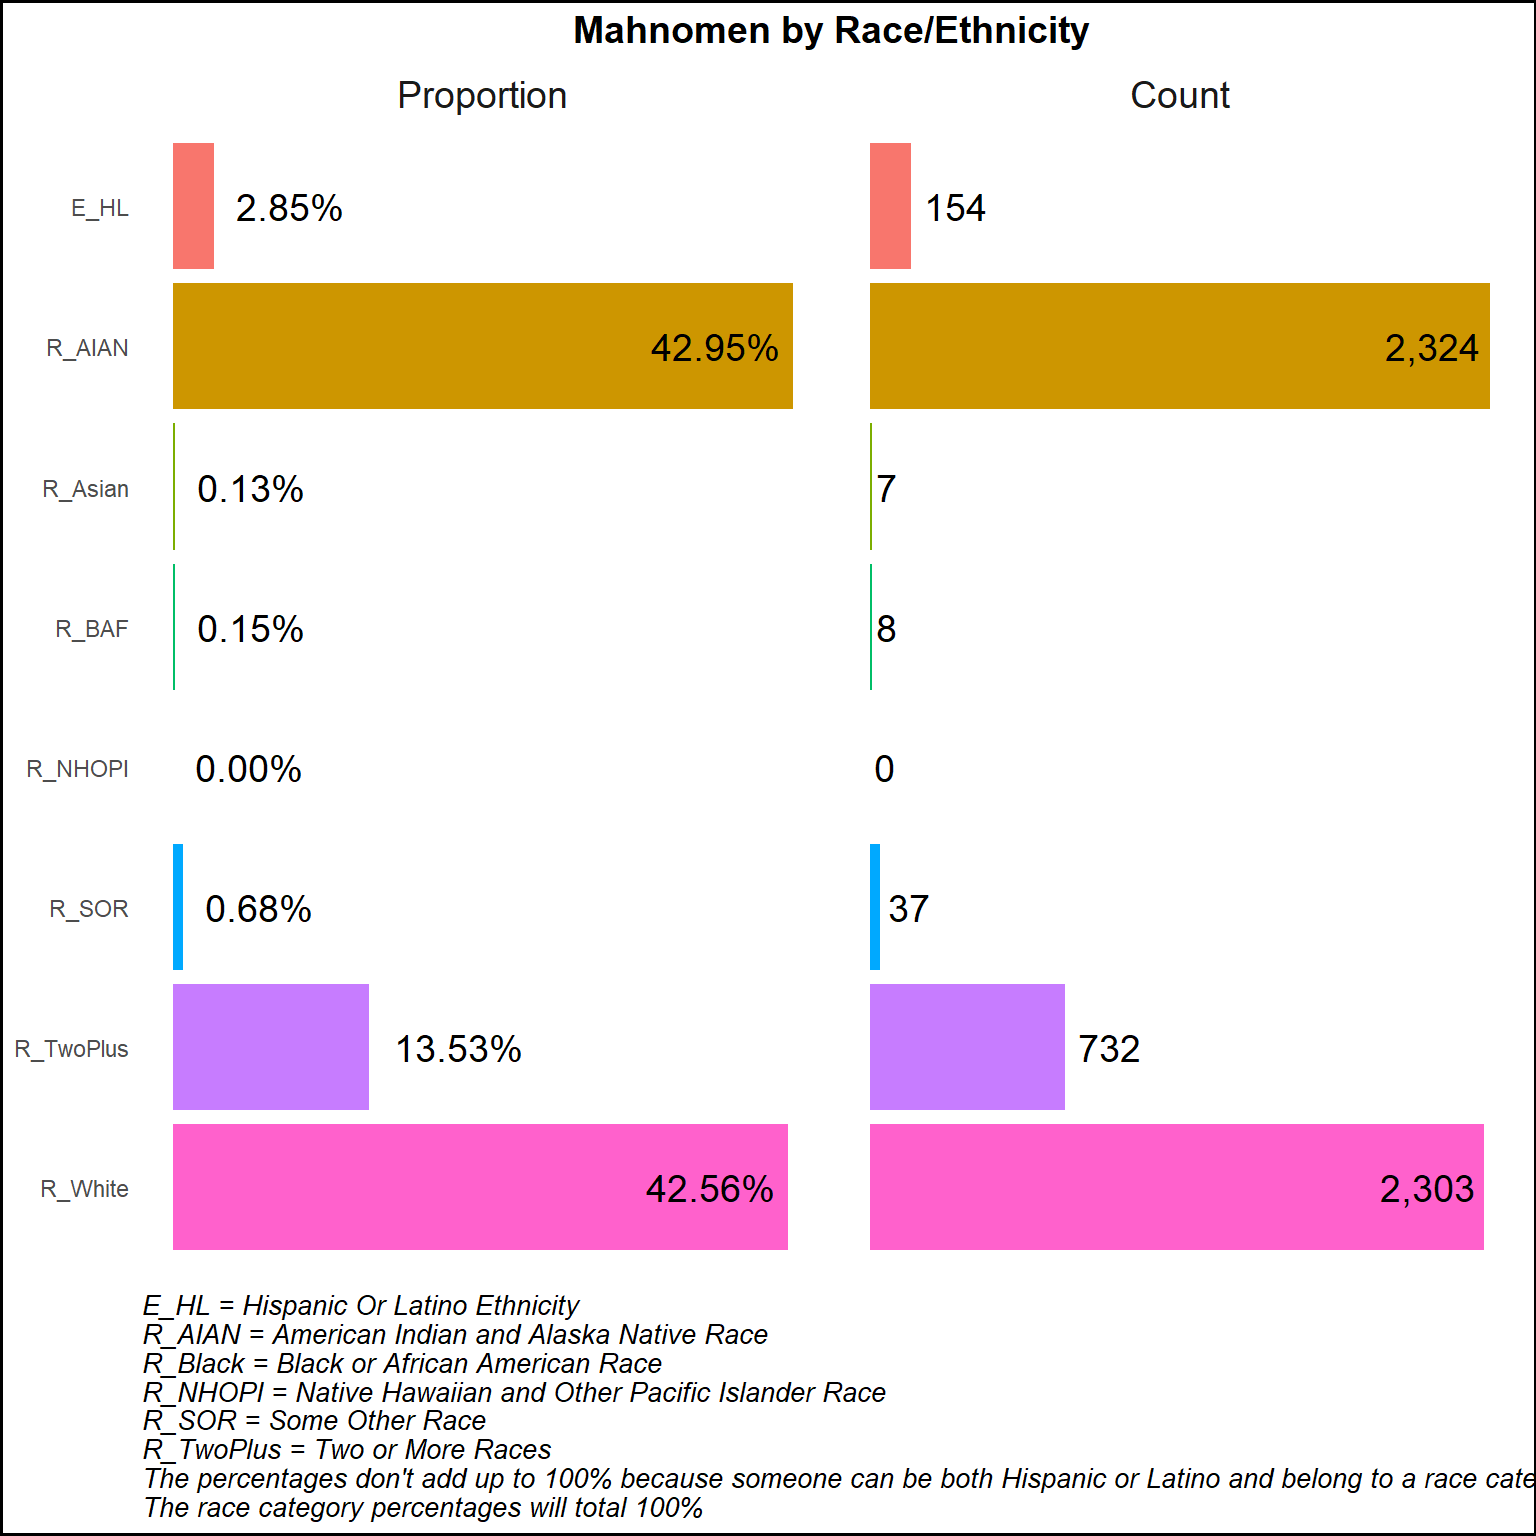 Mahnomen by Race/Ethnicity
Proportion Count
E_HL 2.85% 154
R_AIAN 42.95% 2,324
R_Asian 0.13% 7
R_BAF 0.15% 8
R_NHOPI 0.00% 0
R_SOR 0.68% 37
R_TwoPlus 13.53% 732
R_White 42.56% 2,303
E_HL = Hispanic Or Latino Ethnicity
R_AIAN = American Indian and Alaska Native Race
R_Black = Black or African American Race
R_NHOPI = Native Hawaiian and Other Pacific Islander Race
R_SOR = Some Other Race
R_TwoPlus = Two or More Races
The percentages don't add up to 100% because someone can be both Hispanic or Latino and belong to a race cate
The race category percentages will total 100%